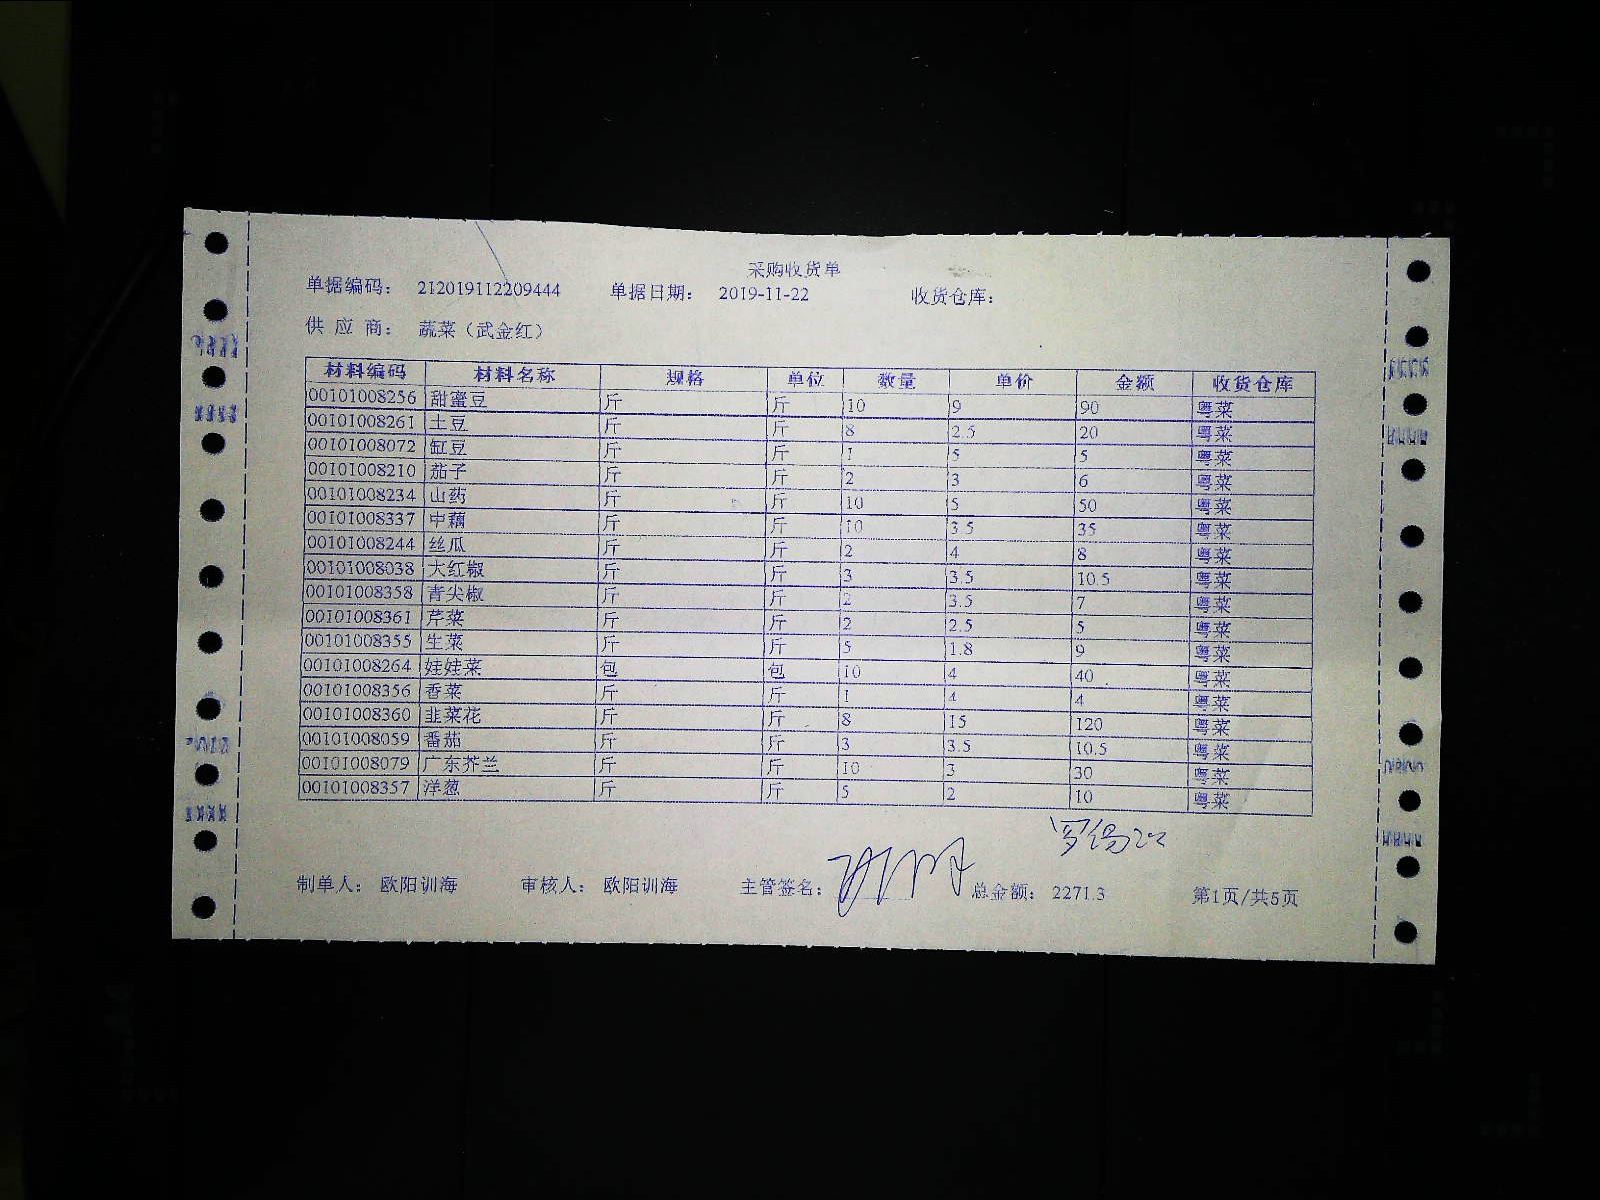 采购收货单
单据编码： 212019112209444 单据日期： 2019-11-22 收货仓库：
供 应 商： 蔬菜（武金红）
材料编码 材料名称 规格 单位 数量 单价 金额 收货仓库
00101008256 甜蜜豆 斤 斤 10 9 90 粤菜
00101008261 土豆 斤 斤 8 2.5 20 粤菜
00101008072 缸豆 斤 斤 1 5 5 粤菜
00101008210 茄子 斤 斤 2 3 6 粤菜
00101008234 山药 斤 斤 10 5 50 粤菜
00101008337 中藕 斤 斤 10 3.5 35 粤菜
00101008244 丝瓜 斤 斤 2 4 8 粤菜
00101008038 大红椒 斤 斤 3 3.5 10.5 粤菜
00101008358 青尖椒 斤 斤 2 3.5 7 粤菜
00101008361 芹菜 斤 斤 2 2.5 5 粤菜
00101008355 生菜 斤 斤 5 1.8 9 粤菜
00101008264 娃娃菜 包 包 10 4 40 粤菜
00101008356 香菜 斤 斤 1 4 4 粤菜
00101008360 韭菜花 斤 斤 8 15 120 粤菜
00101008059 番茄 斤 斤 3 3.5 10.5 粤菜
00101008079 广东芥兰 斤 斤 10 3 30 粤菜
00101008357 洋葱 斤 斤 5 2 10 粤菜
制单人： 欧阳训海 审核人： 欧阳训海 主管签名： 总金额： 2271.3 第1页/共5页